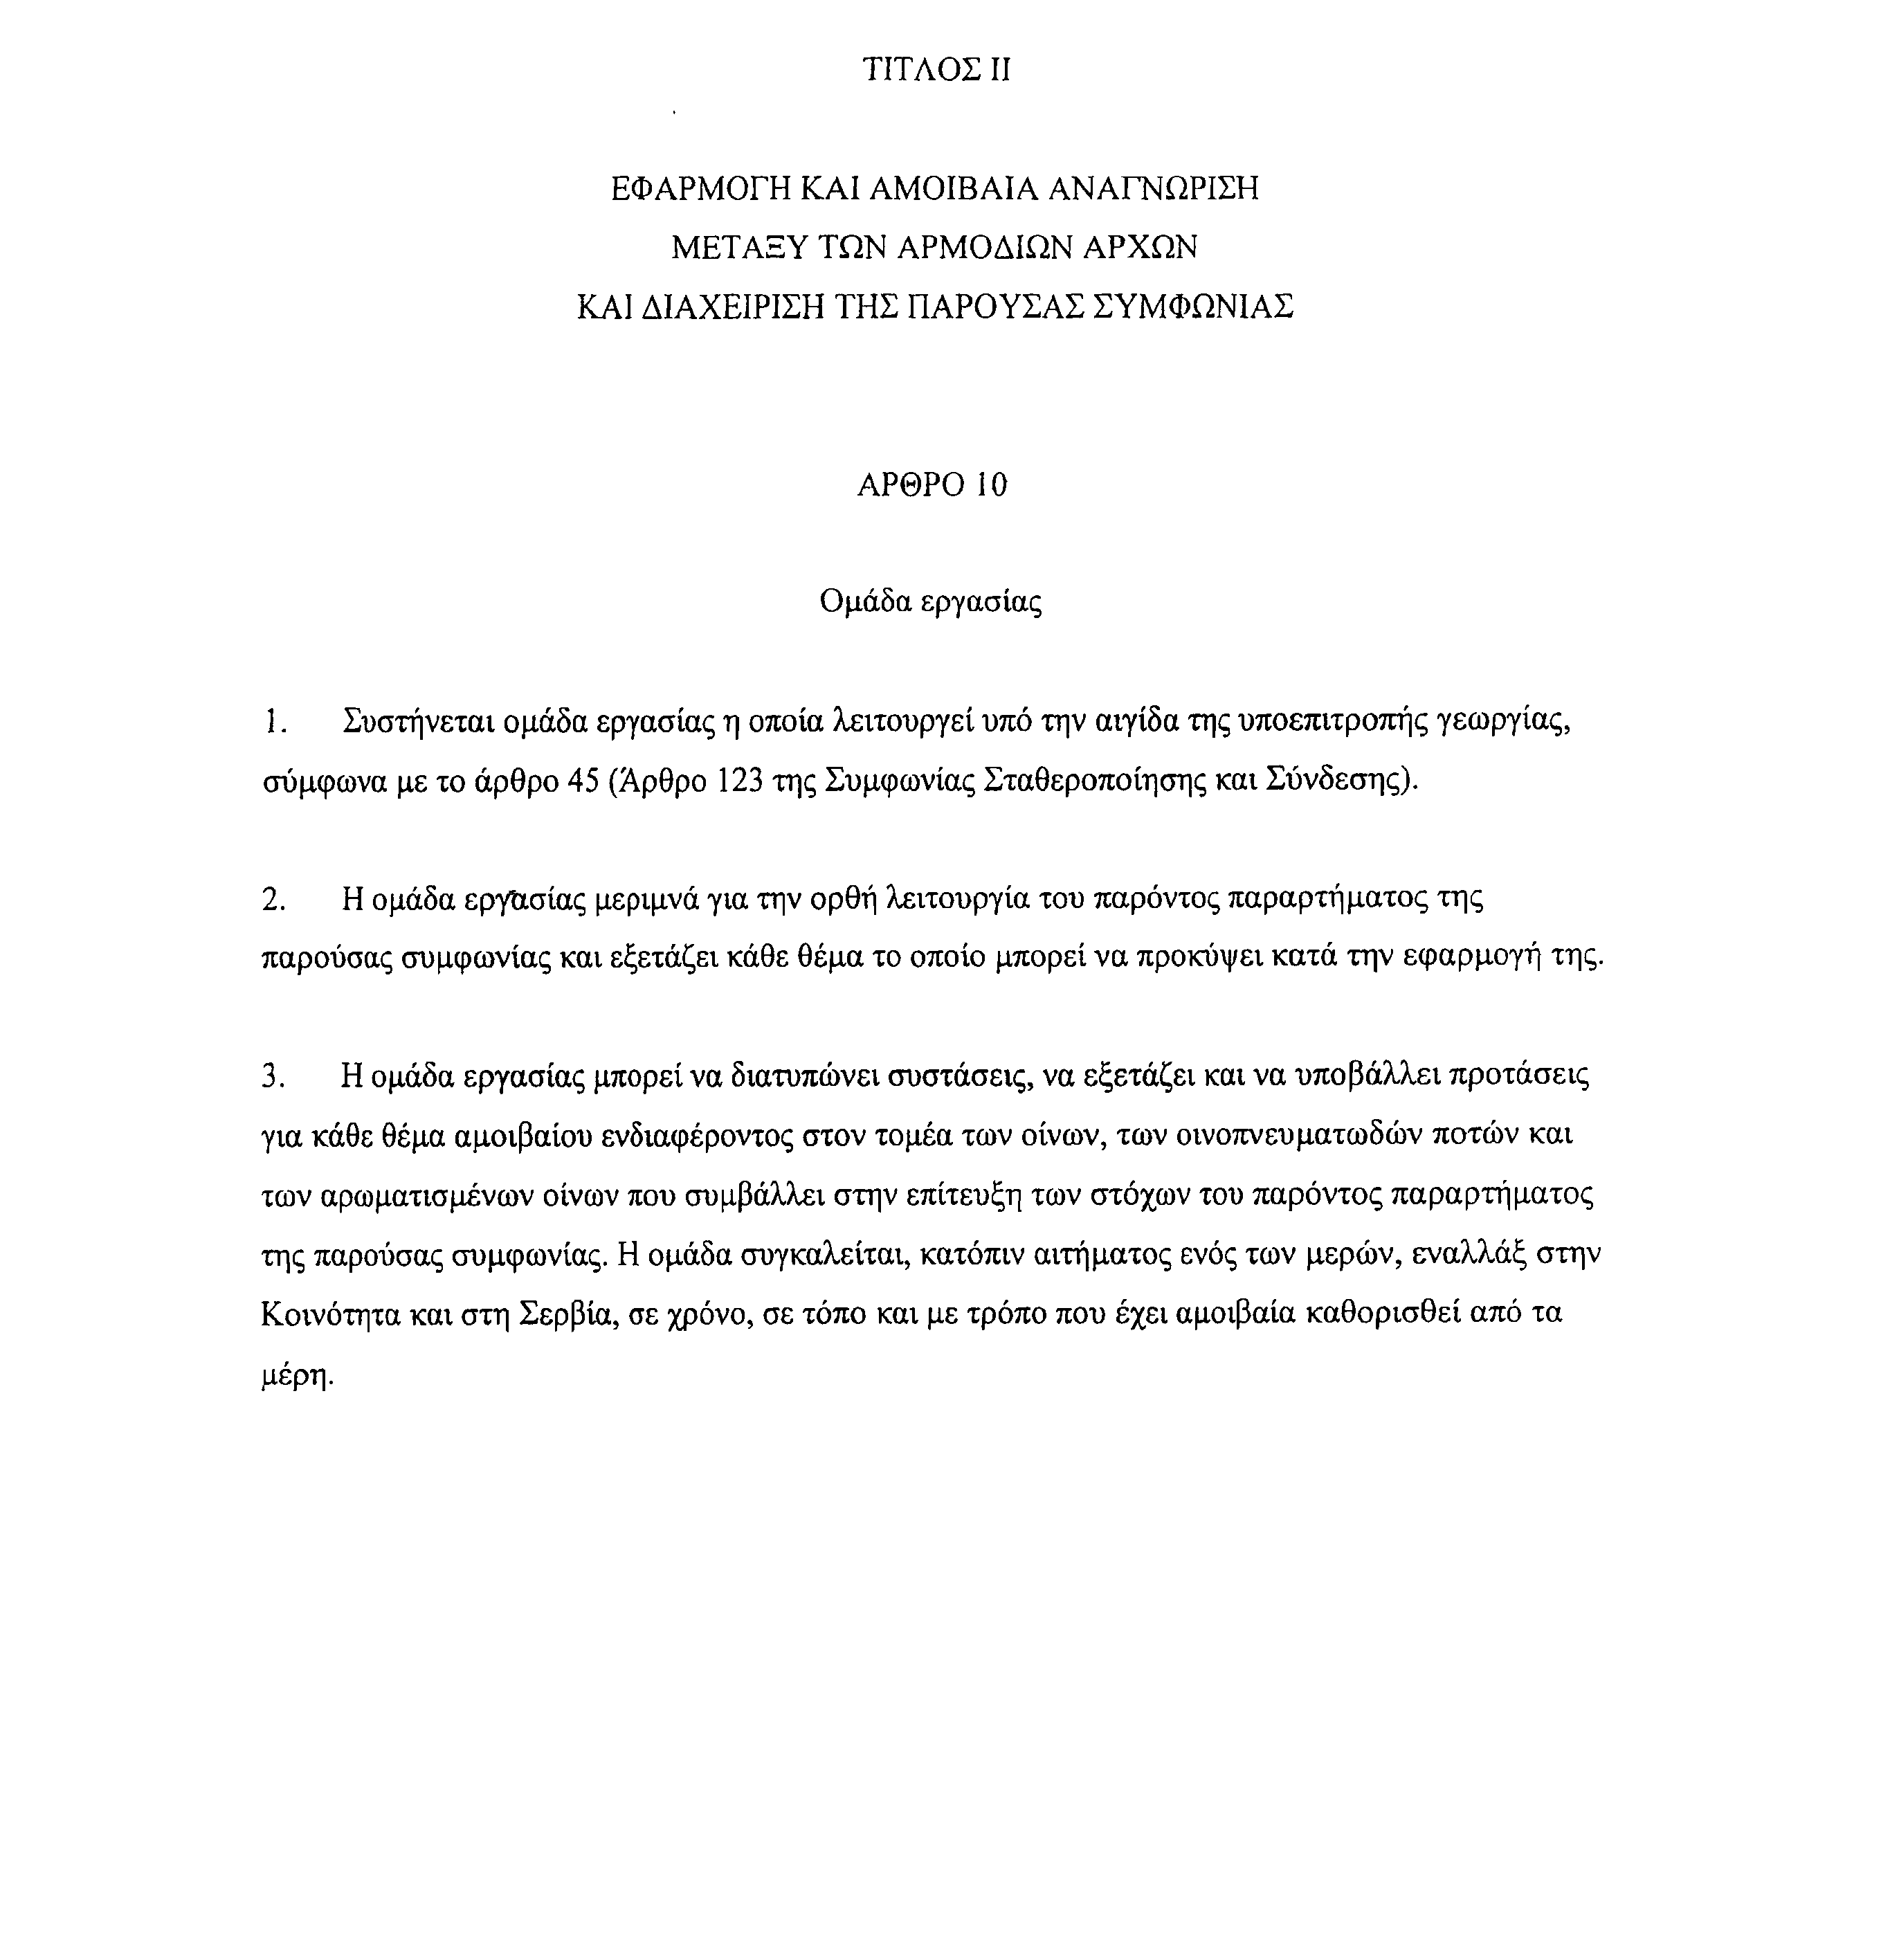 ΤΙΤΛΟΣ ΙΙ
ΕΦΑΡΜΟΓΗ ΚΑΙ ΑΜΟΙΒΑΙΑ ΑΝΑΓΝΩΡΙΣΗ
ΜΕΤΑΞΥ ΤΩΝ ΑΡΜΟΔΙΩΝ ΑΡΧΩΝ
ΚΑΙ ΔΙΑΧΕΙΡΙΣΗ ΤΗΣ ΠΑΡΟΥΣΑΣ ΣΥΜΦΩΝΙΑΣ
ΑΡΘΡΟ 10
Ομάδα εργασίας
1. Συστήνεται ομάδα εργασίας η οποία λειτουργεί υπό την αιγίδα της υποεπιτροπής γεωργίας,
σύμφωνα με το άρθρο 45 (Άρθρο 123 της Συμφωνίας Σταθεροποίησης και Σύνδεσης).
2. Η ομάδα εργασίας μεριμνά για την ορθή λειτουργία του παρόντος παραρτήματος της
παρούσας συμφωνίας και εξετάζει κάθε θέμα το οποίο μπορεί να προκύψει κατά την εφαρμογή της.
3. Η ομάδα εργασίας μπορεί να διατυπώνει συστάσεις, να εξετάζει και να υποβάλλει προτάσεις
για κάθε θέμα αμοιβαίου ενδιαφέροντος στον τομέα των οίνων, των οινοπνευματωδών ποτών και
των αρωματισμένων οίνων που συμβάλλει στην επίτευξη των στόχων του παρόντος παραρτήματος
της παρούσας συμφωνίας. Η ομάδα συγκαλείται, κατόπιν αιτήματος ενός των μερών, εναλλάξ στην
Κοινότητα και στη Σερβία, σε χρόνο, σε τόπο και με τρόπο που έχει αμοιβαία καθορισθεί από τα
μέρη.